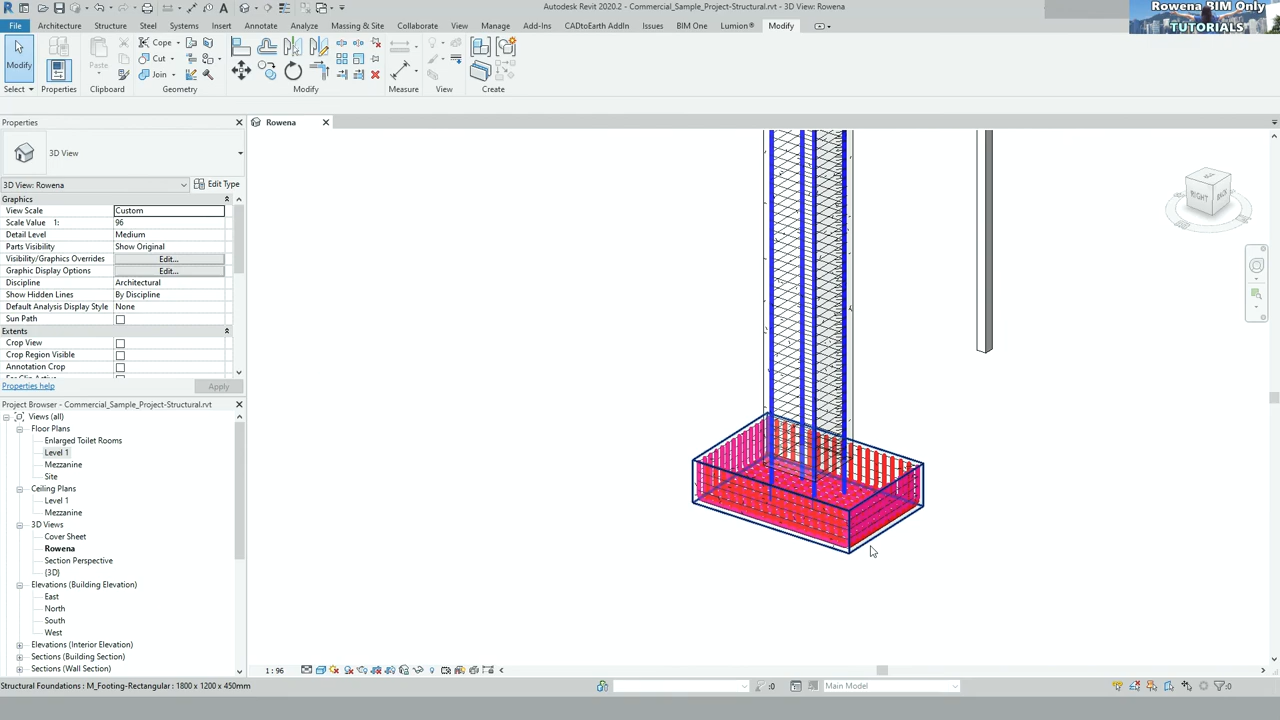 Autodesk Revit 2020.2 - Commercial_Sample_Project-Structural.rvt - 3D View: Rowena
Rowena BIM Only
TUTORIALS
File Architecture Structure Steel Systems Insert Annotate Analyze Massing & Site Collaborate View Manage Add-Ins CADtoEarth AddIn Issues BIM One Lumion® Modify
Modify Paste Cope
Cut
Join
Select Properties Clipboard Geometry Modify Measure View Create
Properties
Rowena
3D View
3D View: Rowena Edit Type
Graphics
View Scale Custom
Scale Value 1: 96
Detail Level Medium
Parts Visibility Show Original
Visibility/Graphics Overrides Edit...
Graphic Display Options Edit...
Discipline Architectural
Show Hidden Lines By Discipline
Default Analysis Display Style None
Sun Path
Extents
Crop View
Crop Region Visible
Annotation Crop
Properties help Apply
Project Browser - Commercial_Sample_Project-Structural.rvt
Views (all)
Floor Plans
Enlarged Toilet Rooms
Level 1
Mezzanine
Site
Ceiling Plans
Level 1
Mezzanine
3D Views
Cover Sheet
Rowena
Section Perspective
{3D}
Elevations (Building Elevation)
East
North
South
West
Elevations (Interior Elevation)
Sections (Building Section)
Sections (Wall Section)
RIGHT BACK
1 : 96
Structural Foundations : M_Footing-Rectangular : 1800 x 1200 x 450mm
:0 Main Model :0